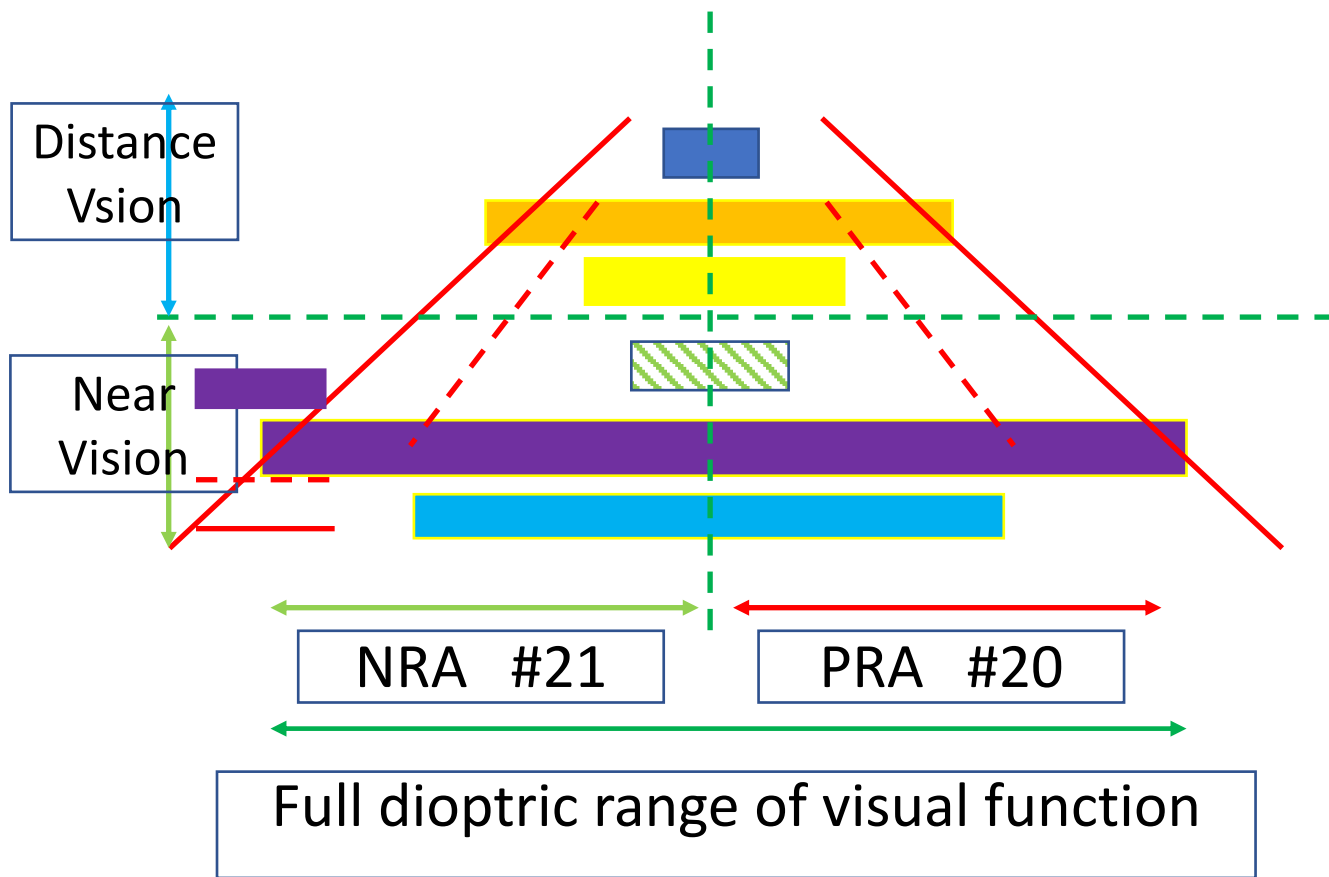 Distance
Vsion
Near
Vision
NRA #21
PRA #20
Full dioptric range of visual function